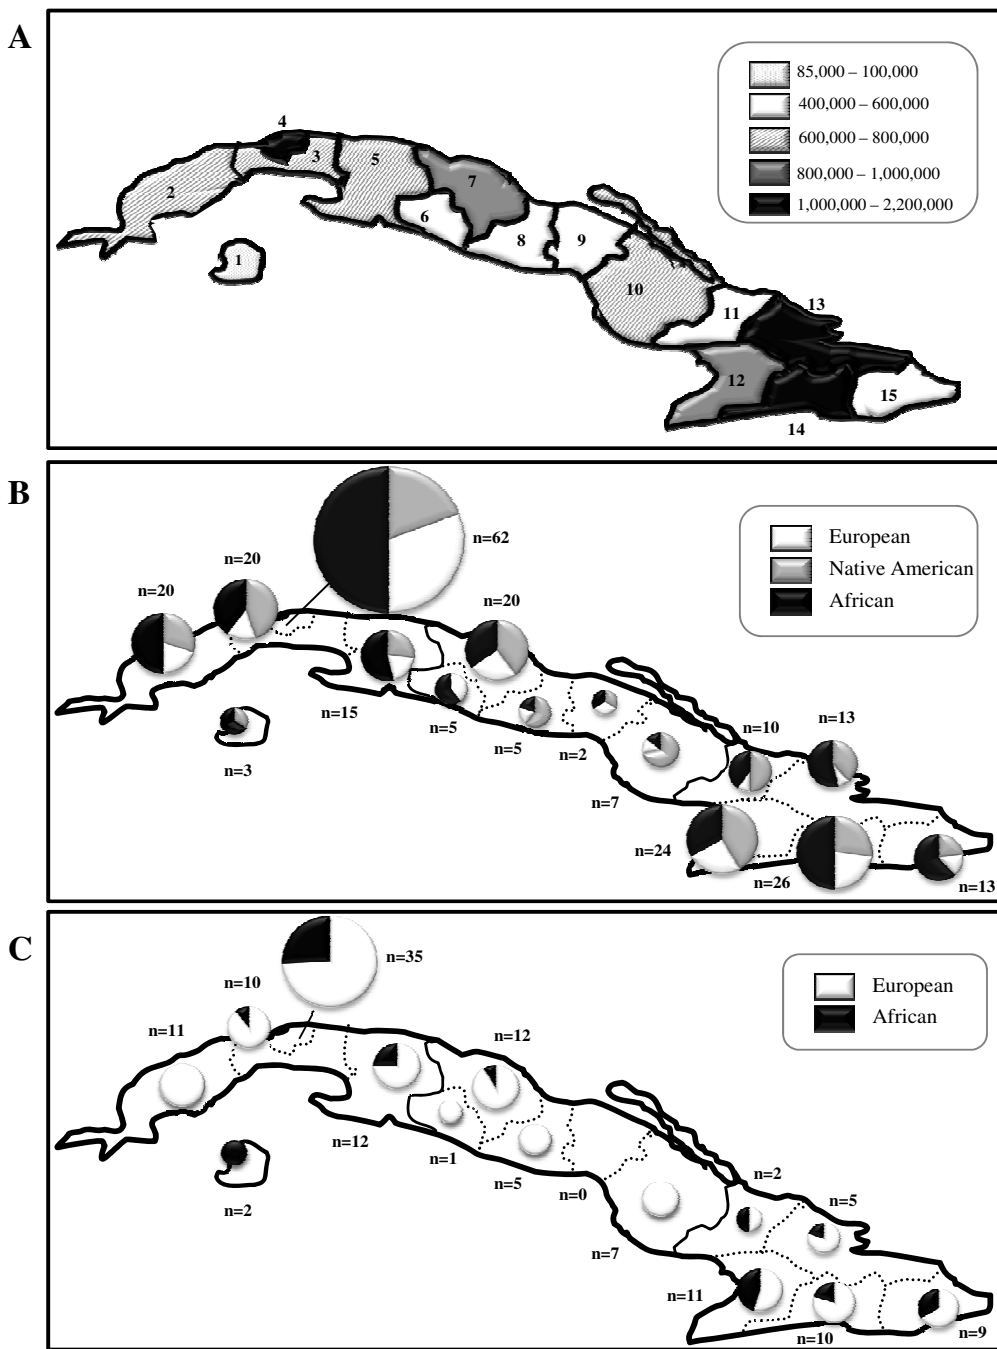 A
85,000 – 100,000
400,000 – 600,000
600,000 – 800,000
800,000 – 1,000,000
1,000,000 – 2,200,000
4
3
5
2
7
6
8
9
1
10
11
13
12
15
14
B
European
Native American
African
n=62
n=20
n=20
n=20
n=15
n=5
n=5
n=2
n=3
n=7
n=10
n=13
n=24
n=26
n=13
C
European
African
n=35
n=10
n=11
n=12
n=12
n=1
n=5
n=0
n=2
n=2
n=5
n=7
n=11
n=10
n=9